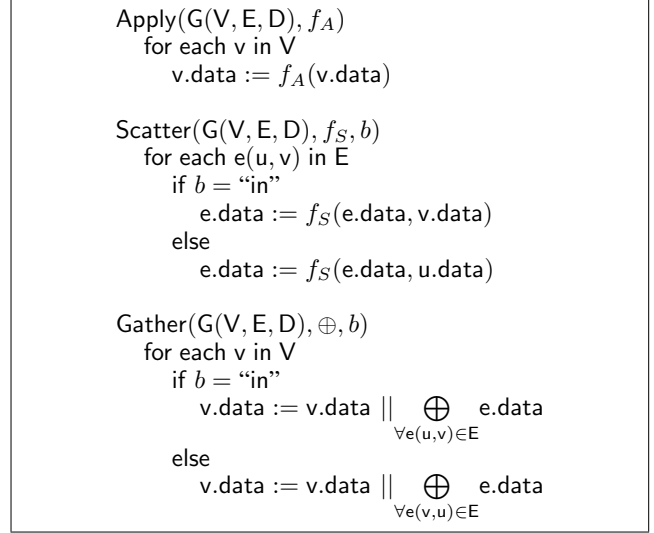 Apply(G(V, E, D), f_A)
for each v in V
v.data := f_A(v.data)
Scatter(G(V, E, D), f_S, b)
for each e(u, v) in E
if b = “in”
e.data := f_S(e.data, v.data)
else
e.data := f_S(e.data, u.data)
Gather(G(V, E, D), ⊕, b)
for each v in V
if b = “in”
v.data := v.data || ⊕ e.data
∀e(u,v)∈E
else
v.data := v.data || ⊕ e.data
∀e(v,u)∈E